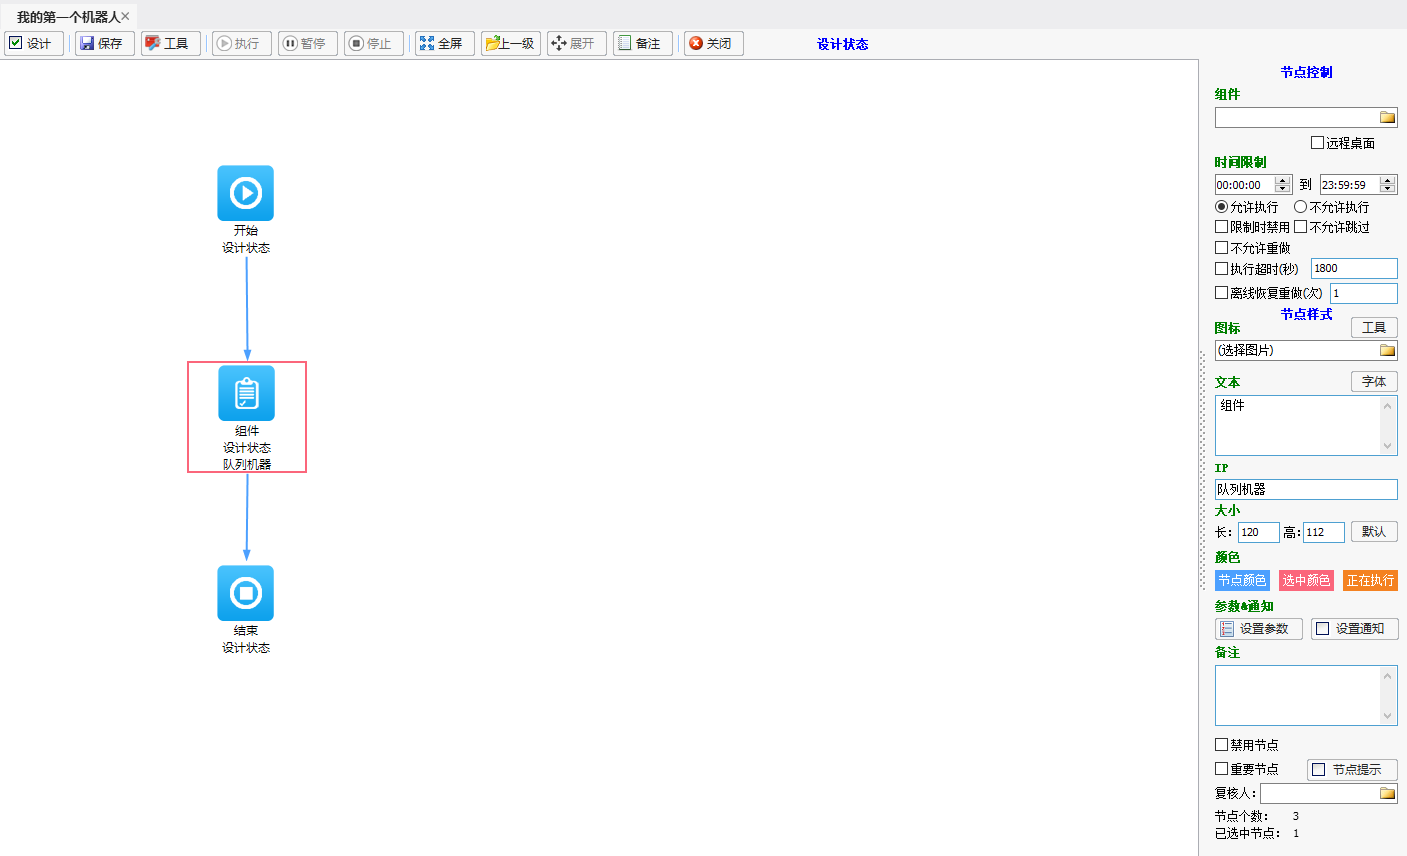 我的第一个机器人
设计 保存 工具 执行 暂停 停止 全屏 上一级 展开 备注 关闭 设计状态
开始
设计状态
组件
设计状态
队列机器
结束
设计状态
节点控制
组件
远程桌面
时间限制
00:00:00 到 23:59:59
允许执行 不允许执行
限制时禁用 不允许跳过
不允许重做
执行超时(秒) 1800
离线恢复重做(次) 1
节点样式
图标 工具
(选择图片)
文本 字体
组件
IP
队列机器
大小
长: 120 高: 112 默认
颜色
节点颜色 选中颜色 正在执行
参数&通知
设置参数 设置通知
备注
禁用节点
重要节点 节点提示
复核人:
节点个数: 3
已选中节点: 1